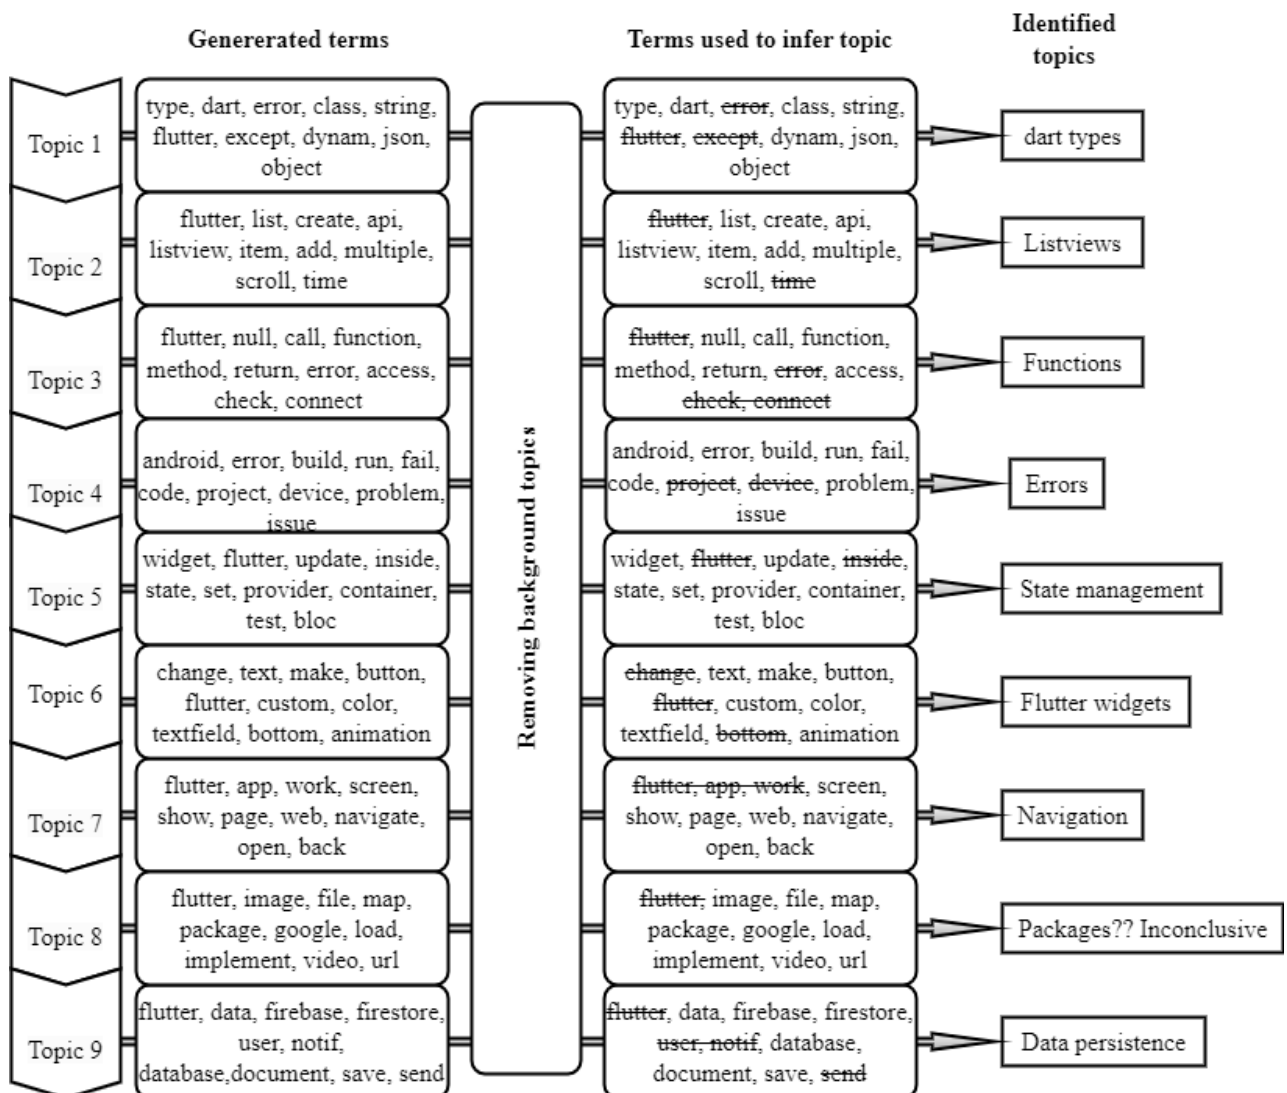 Genererated terms
Terms used to infer topic
Identified
topics
Topic 1
type, dart, error, class, string,
flutter, except, dynam, json,
object
type, dart, error, class, string,
flutter, except, dynam, json,
object
dart types
Topic 2
flutter, list, create, api,
listview, item, add, multiple,
scroll, time
flutter, list, create, api,
listview, item, add, multiple,
scroll, time
Listviews
Topic 3
flutter, null, call, function,
method, return, error, access,
check, connect
flutter, null, call, function,
method, return, error, access,
check, connect
Functions
Topic 4
android, error, build, run, fail,
code, project, device, problem,
issue
android, error, build, run, fail,
code, project, device, problem,
issue
Errors
Removing background topics
Topic 5
widget, flutter, update, inside,
state, set, provider, container,
test, bloc
widget, flutter, update, inside,
state, set, provider, container,
test, bloc
State management
Topic 6
change, text, make, button,
flutter, custom, color,
textfield, bottom, animation
change, text, make, button,
flutter, custom, color,
textfield, bottom, animation
Flutter widgets
Topic 7
flutter, app, work, screen,
show, page, web, navigate,
open, back
flutter, app, work, screen,
show, page, web, navigate,
open, back
Navigation
Topic 8
flutter, image, file, map,
package, google, load,
implement, video, url
flutter, image, file, map,
package, google, load,
implement, video, url
Packages?? Inconclusive
Topic 9
flutter, data, firebase, firestore,
user, notif,
database,document, save, send
flutter, data, firebase, firestore,
user, notif, database,
document, save, send
Data persistence